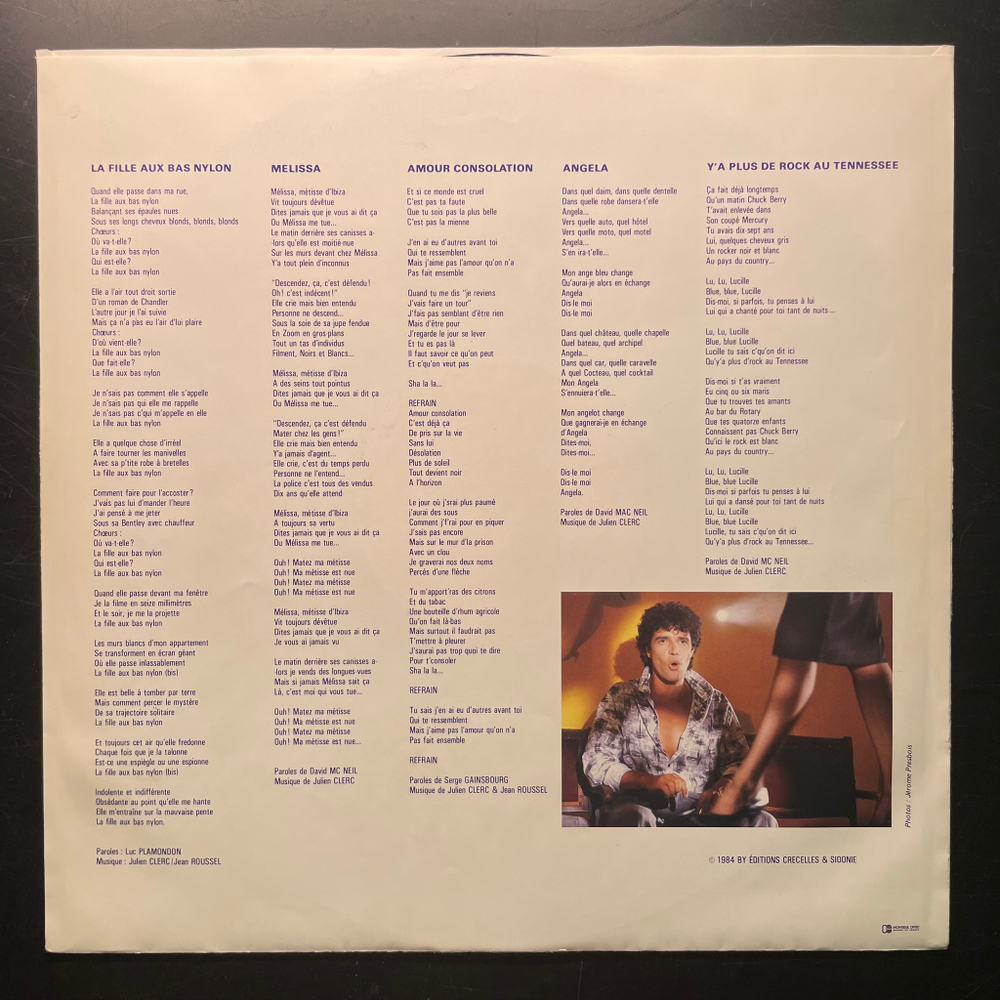 LA FILLE AUX BAS NYLON
Quand elle passe dans ma rue,
La fille aux bas nylon
Balançant ses épaules nues
Sous ses longs cheveux blonds, blonds, blonds
Chœurs :
Où va-t-elle?
La fille aux bas nylon
Qui est-elle?
La fille aux bas nylon
Elle a l'air tout droit sortie
D'un roman de Chandler
L'autre jour je l'ai suivie
Mais ça n'a pas eu l'air d'lui plaire
Chœurs :
D'où vient-elle?
La fille aux bas nylon
Que fait-elle?
La fille aux bas nylon
Je n'sais pas comment elle s'appelle
Je n'sais pas qui elle me rappelle
Je n'sais pas c'qui m'appelle en elle
La fille aux bas nylon
Elle a quelque chose d'irréel
A faire tourner les manivelles
Avec sa p'tite robe à bretelles
La fille aux bas nylon
Comment faire pour l'accoster?
J'vais pas lui d'mander l'heure
J'ai pensé à me jeter
Sous sa Bentley avec chauffeur
Chœurs :
Où va-t-elle?
La fille aux bas nylon
Qui est-elle?
La fille aux bas nylon
Quand elle passe devant ma fenêtre
Je la filme en seize millimètres
Et le soir, je me la projette
La fille aux bas nylon
Les murs blancs d'mon appartement
Se transforment en écran géant
Où elle passe inlassablement
La fille aux bas nylon (bis)
Elle est belle à tomber par terre
Mais comment percer le mystère
De sa trajectoire solitaire
La fille aux bas nylon
Et toujours cet air qu'elle fredonne
Chaque fois que je la talonne
Est-ce une espiègle ou une espionne
La fille aux bas nylon (bis)
Indolente et indifférente
Obsédante au point qu'elle me hante
Elle m'entraîne sur la mauvaise pente
La fille aux bas nylon.
Paroles : Luc PLAMONDON
Musique : Julien CLERC/Jean ROUSSEL
MELISSA
Mélissa, métisse d'Ibiza
Vit toujours dévêtue
Dites jamais que je vous ai dit ça
Ou Mélissa me tue...
Le matin derrière ses canisses a-
-lors qu'elle est moitié-nue
Sur les murs devant chez Mélissa
Y'a tout plein d'inconnus
"Descendez, ça c'est défendu!
Oh! c'est indécent!"
Elle crie mais bien entendu
Personne ne descend...
Sous la soie de sa jupe fendue
En Zoom en gros-plans
Tout un tas d'individus
Filment, Noirs et Blancs...
Mélissa, métisse d'Ibiza
A des seins tout pointus
Dites jamais que je vous ai dit ça
Ou Mélissa me tue...
"Descendez, ça c'est défendu
Mater chez les gens!"
Elle crie mais bien entendu
Y'a jamais d'agent...
Elle crie, c'est du temps perdu
Personne ne l'entend...
La police c'est tous des vendus
Dix ans qu'elle attend
Mélissa, métisse d'Ibiza
A toujours sa vertu
Dites jamais que je vous ai dit ça
Ou Mélissa me tue...
Ouh! Matez ma métisse
Ouh! Ma métisse est nue
Ouh! Matez ma métisse
Ouh! Ma métisse est nue
Mélissa, métisse d'Ibiza
Vit toujours dévêtue
Dites jamais que je vous ai dit ça
Je vous ai jamais vu
Le matin derrière ses canisses a-
-lors je vends des longues-vues
Mais si jamais Mélissa sait ça
Là, c'est moi qui vous tue...
Ouh! Matez ma métisse
Ouh! Ma métisse est nue
Ouh! Matez ma métisse
Ouh! Ma métisse est nue...
Paroles de David MC NEIL
Musique de Julien CLERC
AMOUR CONSOLATION
Et si ce monde est cruel
C'est pas ta faute
Que tu sois pas la plus belle
C'est pas la mienne
J'en ai eu d'autres avant toi
Qui te ressemblent
Mais j'aime pas l'amour qu'on n'a
Pas fait ensemble
Quand tu me dis "je reviens
J'vais faire un tour"
J'fais pas semblant d'être rien
Mais d'être pour
J'regarde le jour se lever
Et tu es pas là
Il faut savoir ce qu'on peut
Et c'qu'on veut pas
Sha la la...
REFRAIN
Amour consolation
C'est déjà ça
De pris sur la vie
Sans lui
Désolation
Plus de soleil
Tout devient noir
A l'horizon
Le jour où j'srai plus paumé
j'aurai des sous
Comment j'f'rai pour en piquer
J'sais pas encore
Mais sur le mur d'la prison
Avec un clou
Je graverai nos deux noms
Percés d'une flèche
Tu m'apport'ras des citrons
Et du tabac
Une bouteille d'rhum agricole
Qu'on fait là-bas
Mais surtout il faudrait pas
T'mettre à pleurer
J'saurai pas trop quoi te dire
Pour t'consoler
Sha la la...
REFRAIN
Tu sais j'en ai eu d'autres avant toi
Qui te ressemblent
Mais j'aime pas l'amour qu'on n'a
Pas fait ensemble
REFRAIN
Paroles de Serge GAINSBOURG
Musique de Julien CLERC & Jean ROUSSEL
ANGELA
Dans quel daim, dans quelle dentelle
Dans quelle robe dansera-t'elle
Angela...
Vers quelle auto, quel hôtel
Vers quelle moto, quel motel
Angela...
S'en ira-t'elle...
Mon ange bleu change
Qu'aurai-je alors en échange
Angela
Dis-le moi
Dis-le moi
Dans quel château, quelle chapelle
Quel bateau, quel archipel
Angela...
Dans quel car, quelle caravelle
A quel Cocteau, quel cocktail
Mon Angela
S'ennuiera-t'elle...
Mon angelot change
Que gagnerai-je en échange
d'Angela
Dites-moi,
Dites-moi...
Dis-le moi
Dis-le moi
Angela.
Paroles de David MAC NEIL
Musique de Julien CLERC
Y'A PLUS DE ROCK AU TENNESSEE
Ça fait déjà longtemps
Qu'un matin Chuck Berry
T'avait enlevée dans
Son coupé Mercury
Tu avais dix-sept ans
Lui, quelques cheveux gris
Un rocker noir et blanc
Au pays du country...
Lu, Lu, Lucille
Blue, blue, Lucille
Dis-moi, si parfois, tu penses à lui
Lui qui a chanté pour toi tant de nuits...
Lu, Lu, Lucille
Blue, blue Lucille
Lucille tu sais c'qu'on dit ici
Qu'y'a plus d'rock au Tennessee
Dis-moi si t'as vraiment
Eu cinq ou six maris
Que tu trouves tes amants
Au bar du Rotary
Que tes quatorze enfants
Connaissent pas Chuck Berry
Qu'ici le rock est blanc
Au pays du country...
Lu, Lu, Lucille
Blue, blue Lucille
Dis-moi si parfois tu penses à lui
Lui qui a dansé pour toi tant de nuits
Lu, Lu, Lucille
Blue, blue Lucille
Lucille, tu sais c'qu'on dit ici
Qu'y'a plus d'rock au Tennessee...
Paroles de David MC NEIL
Musique de Julien CLERC
Photos : Jérome Presbois
© 1984 BY ÉDITIONS CRECELLES & SIDONIE